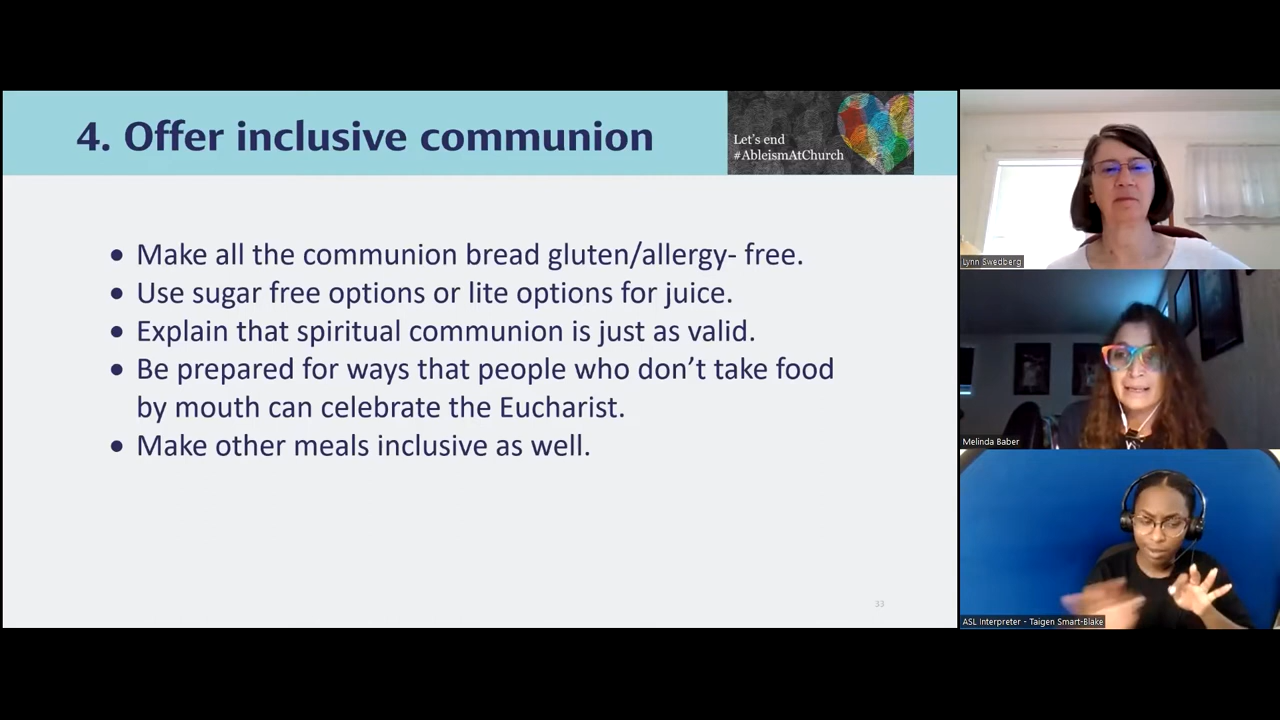 4. Offer inclusive communion
Let's end
#AbleismAtChurch
• Make all the communion bread gluten/allergy- free.
• Use sugar free options or lite options for juice.
• Explain that spiritual communion is just as valid.
• Be prepared for ways that people who don’t take food
by mouth can celebrate the Eucharist.
• Make other meals inclusive as well.
33
Lynn Swedberg
Melinda Baber
ASL Interpreter - Taigen Smart-Blake